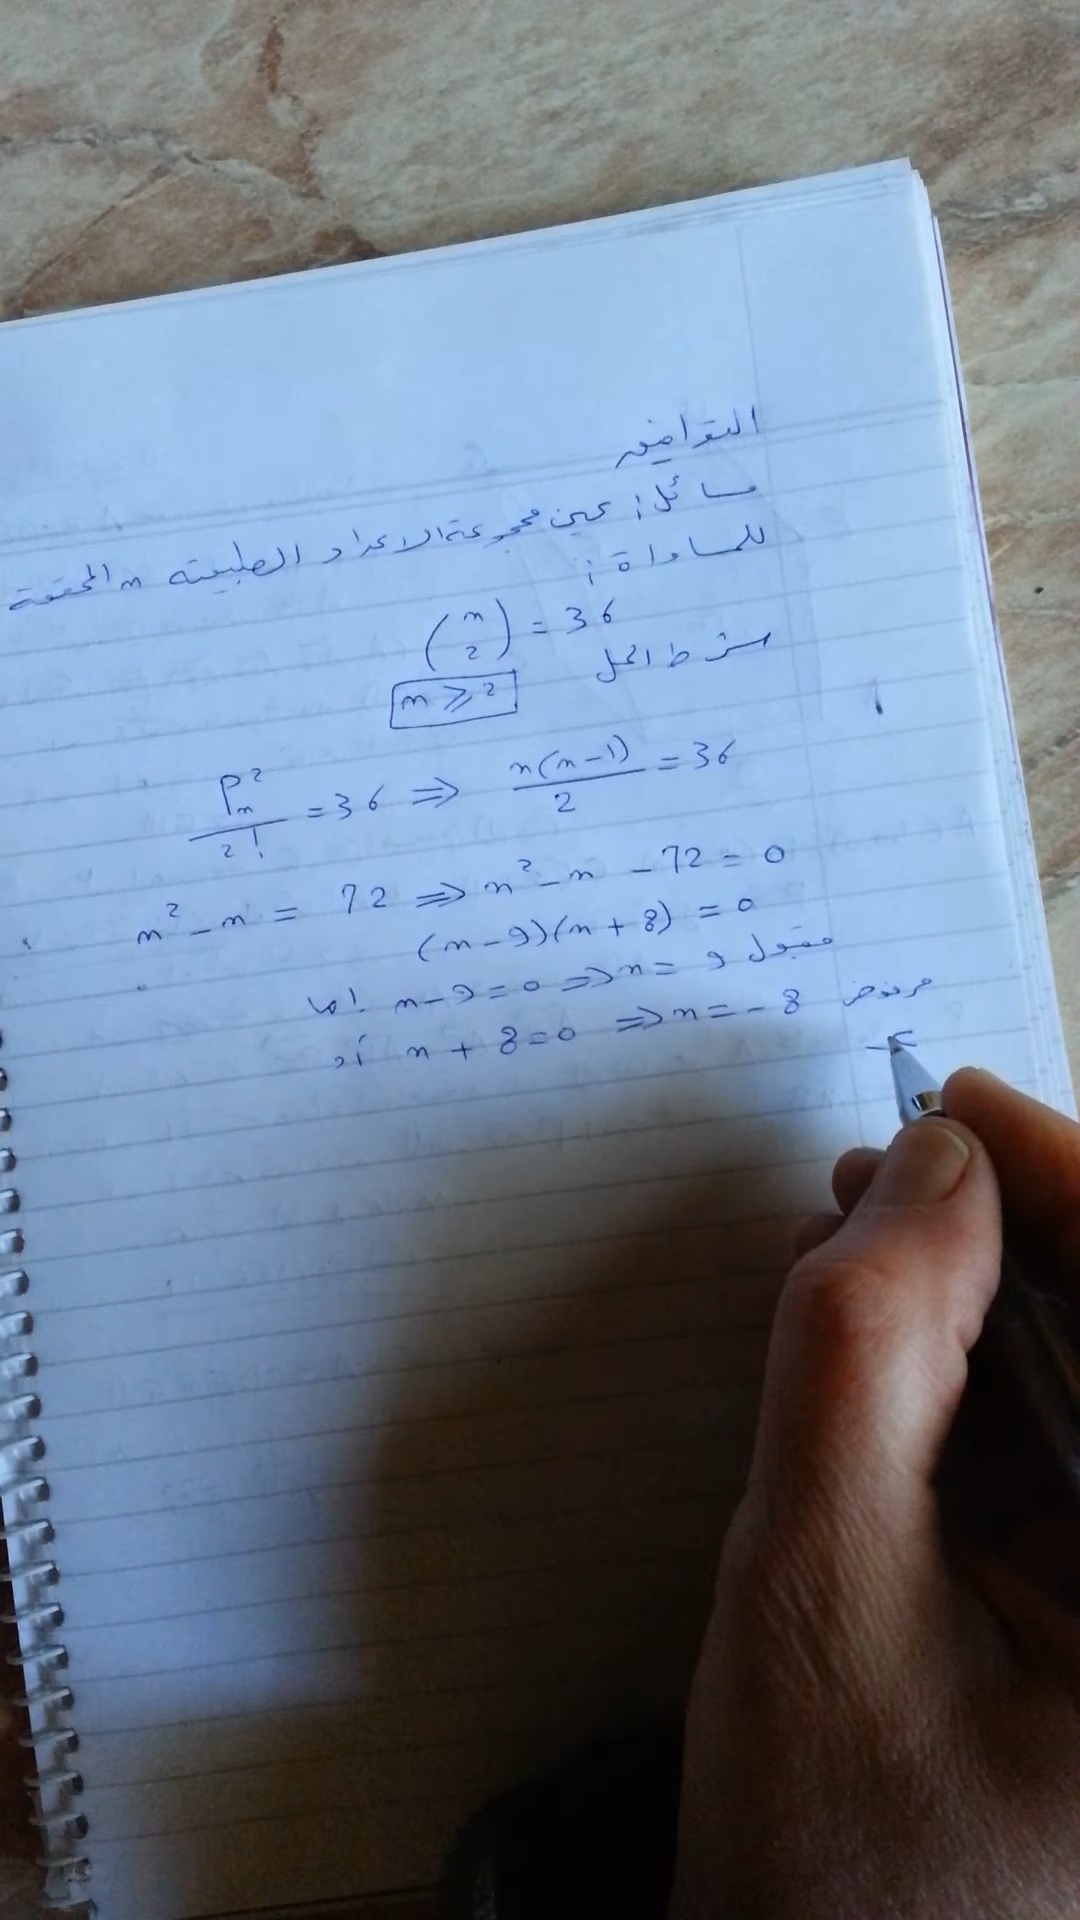 التوافيق
مسائل: عين مجموعة الاعداد الطبيعية n المحققة
للمساواة:
(n 2) = 36
شرط الحل n ⩾ 2
P²ₙ / 2! = 36 ⇒ n(n-1) / 2 = 36
n² - n = 72 ⇒ n² - n - 72 = 0
(n - 9)(n + 8) = 0
اما n - 9 = 0 ⇒ n = 9 مقبول
أو n + 8 = 0 ⇒ n = - 8 مرفوض